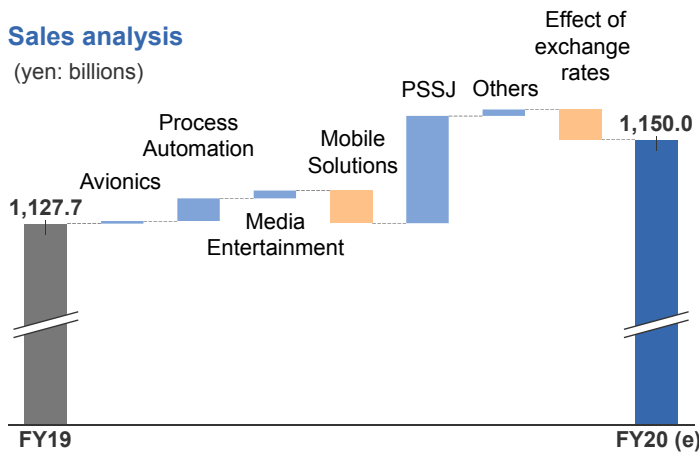 Sales analysis
(yen: billions)
1,127.7
Avionics
Process
Automation
Media
Entertainment
Mobile
Solutions
PSSJ
Others
Effect of
exchange
rates
1,150.0
FY19
FY20 (e)